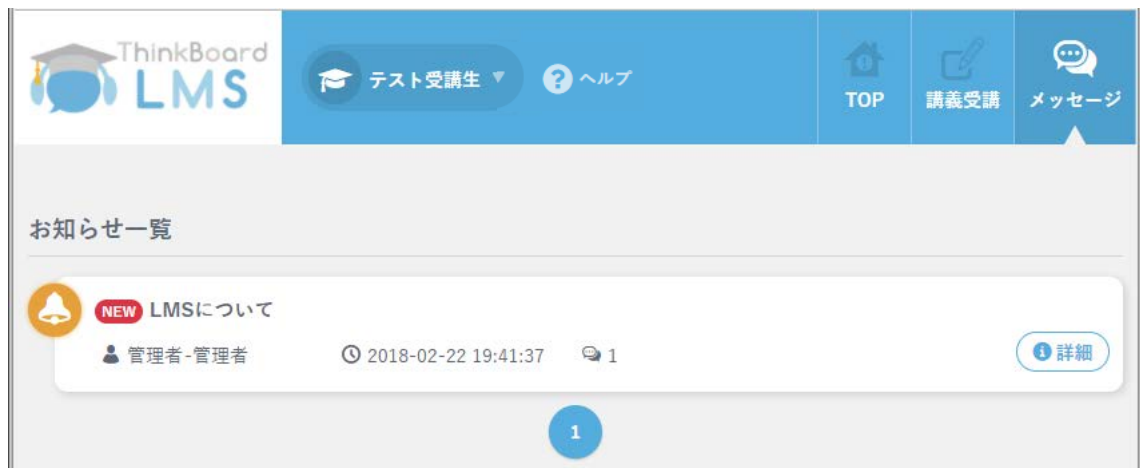 ThinkBoard
LMS
テスト受講生 ▼
? ヘルプ
TOP
講義受講
メッセージ
お知らせ一覧
NEW LMSについて
管理者-管理者 2018-02-22 19:41:37 1
詳細
1